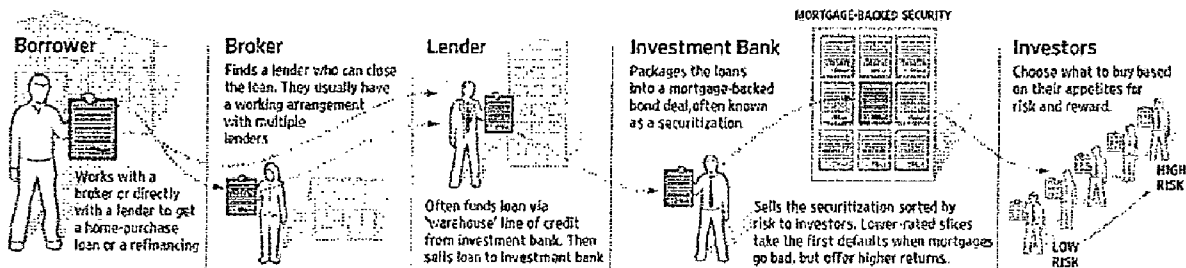 Borrower
Works with a
broker or directly
with a lender to get
a home-purchase
loan or a refinancing
Broker
Finds a lender who can close
the loan. They usually have
a working arrangement
with multiple
lenders
Lender
Often funds loan via
'warehouse' line of credit
from investment bank. Then
sells loan to investment bank
Investment Bank
Packages the loans
into a mortgage-backed
bond deal, often known
as a securitization
MORTGAGE-BACKED SECURITY
Sells the securitization sorted by
risk to investors. Lower-rated slices
take the first defaults when mortgages
go bad, but offer higher returns.
Investors
Choose what to buy based
on their appetites for
risk and reward.
HIGH
RISK
LOW
RISK